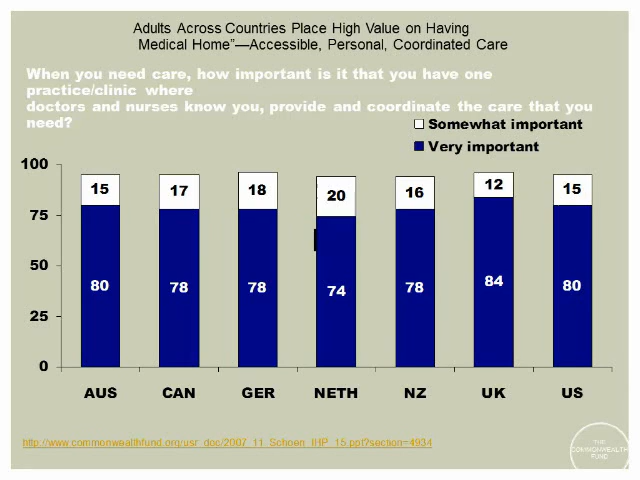 Adults Across Countries Place High Value on Having
Medical Home”—Accessible, Personal, Coordinated Care
When you need care, how important is it that you have one
practice/clinic where
doctors and nurses know you, provide and coordinate the care that you
need?
Somewhat important
Very important
100
75
50
25
0
15 17 18 20 16 12 15
80 78 78 74 78 84 80
AUS CAN GER NETH NZ UK US
http://www.commonwealthfund.org/usr_doc/2007_11_Schoen_IHP_15.ppt?section=4934
THE
COMMONWEALTH
FUND